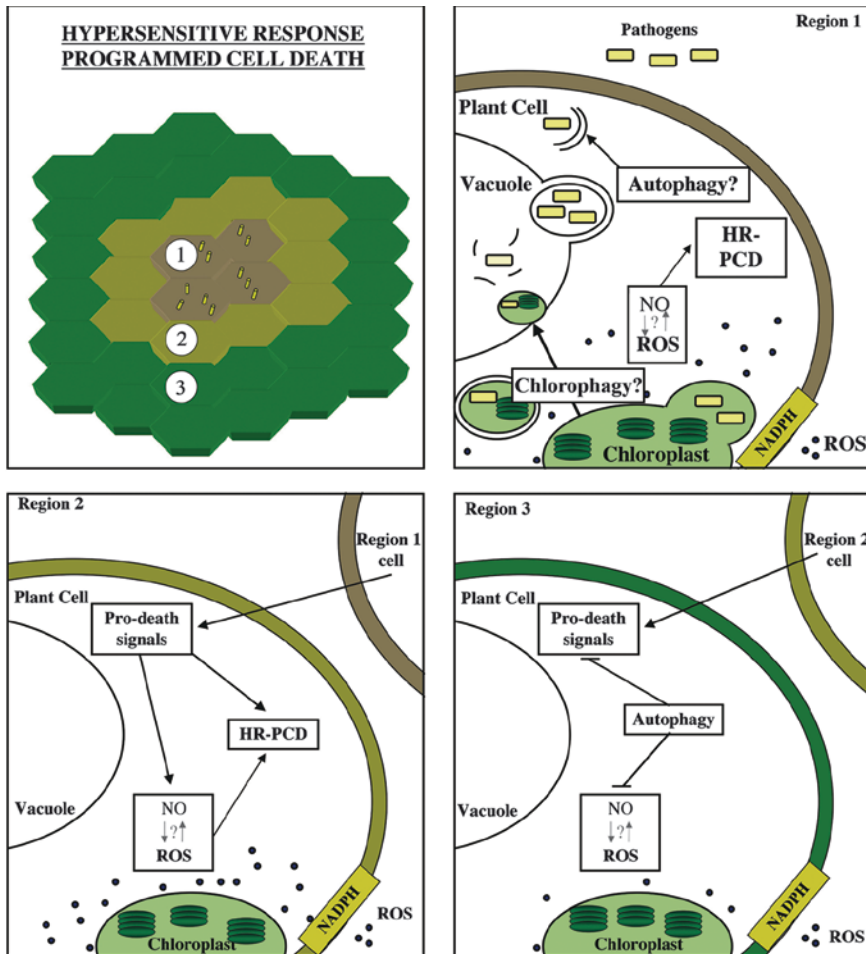 HYPERSENSITIVE RESPONSE
PROGRAMMED CELL DEATH
1
2
3
Region 1
Pathogens
Plant Cell
Vacuole
Autophagy?
HR-
PCD
NO
↓?↑
ROS
Chlorophagy?
Chloroplast
NADPH
ROS
Region 2
Region 1
cell
Plant Cell
Pro-death
signals
HR-PCD
Vacuole
NO
↓?↑
ROS
Chloroplast
NADPH
ROS
Region 3
Region 2
cell
Plant Cell
Pro-death
signals
Autophagy
Vacuole
NO
↓?↑
ROS
Chloroplast
NADPH
ROS